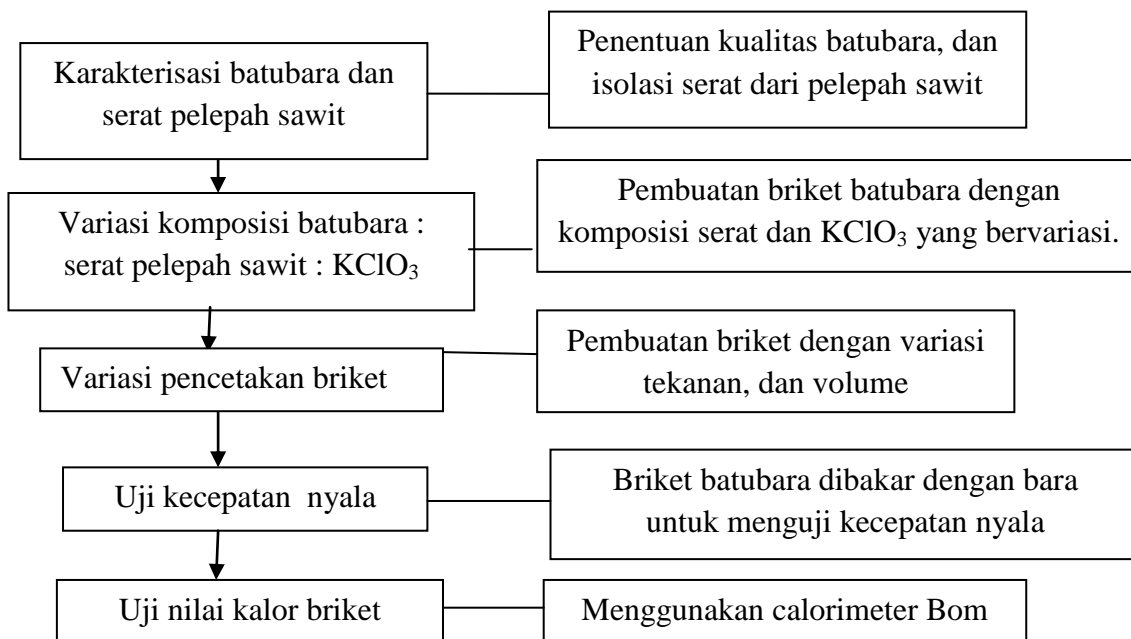 Karakterisasi batubara dan
serat pelepah sawit
Penentuan kualitas batubara, dan
isolasi serat dari pelepah sawit
Variasi komposisi batubara :
serat pelepah sawit : KClO₃
Pembuatan briket batubara dengan
komposisi serat dan KClO₃ yang bervariasi.
Variasi pencetakan briket
Pembuatan briket dengan variasi
tekanan, dan volume
Uji kecepatan nyala
Briket batubara dibakar dengan bara
untuk menguji kecepatan nyala
Uji nilai kalor briket
Menggunakan calorimeter Bom